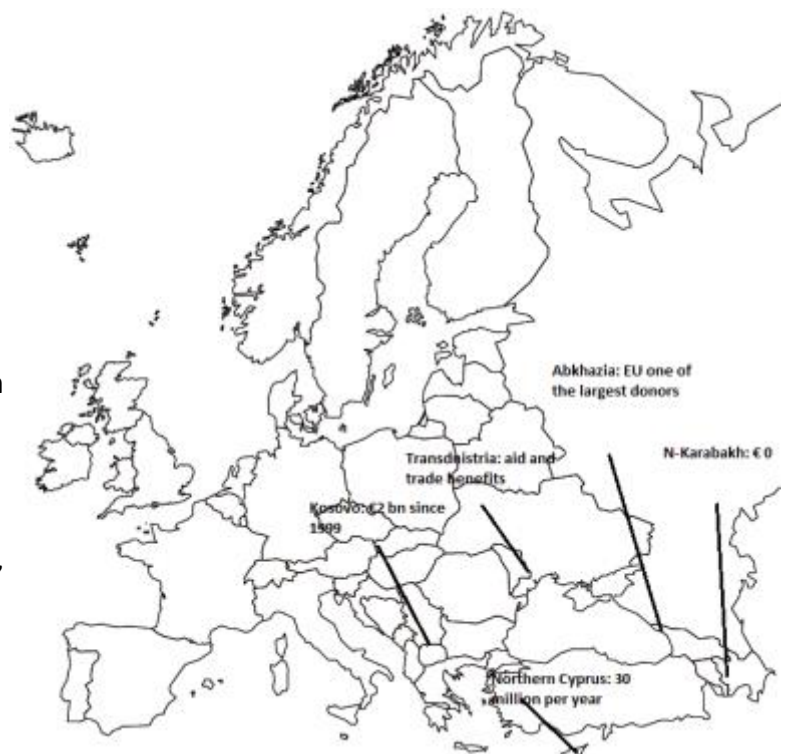 Abkhazia: EU one of
the largest donors
N-Karabakh: € 0
Transdnistria: aid and
trade benefits
Kosovo: €2 bn since
1999
Northern Cyprus: 30
million per year